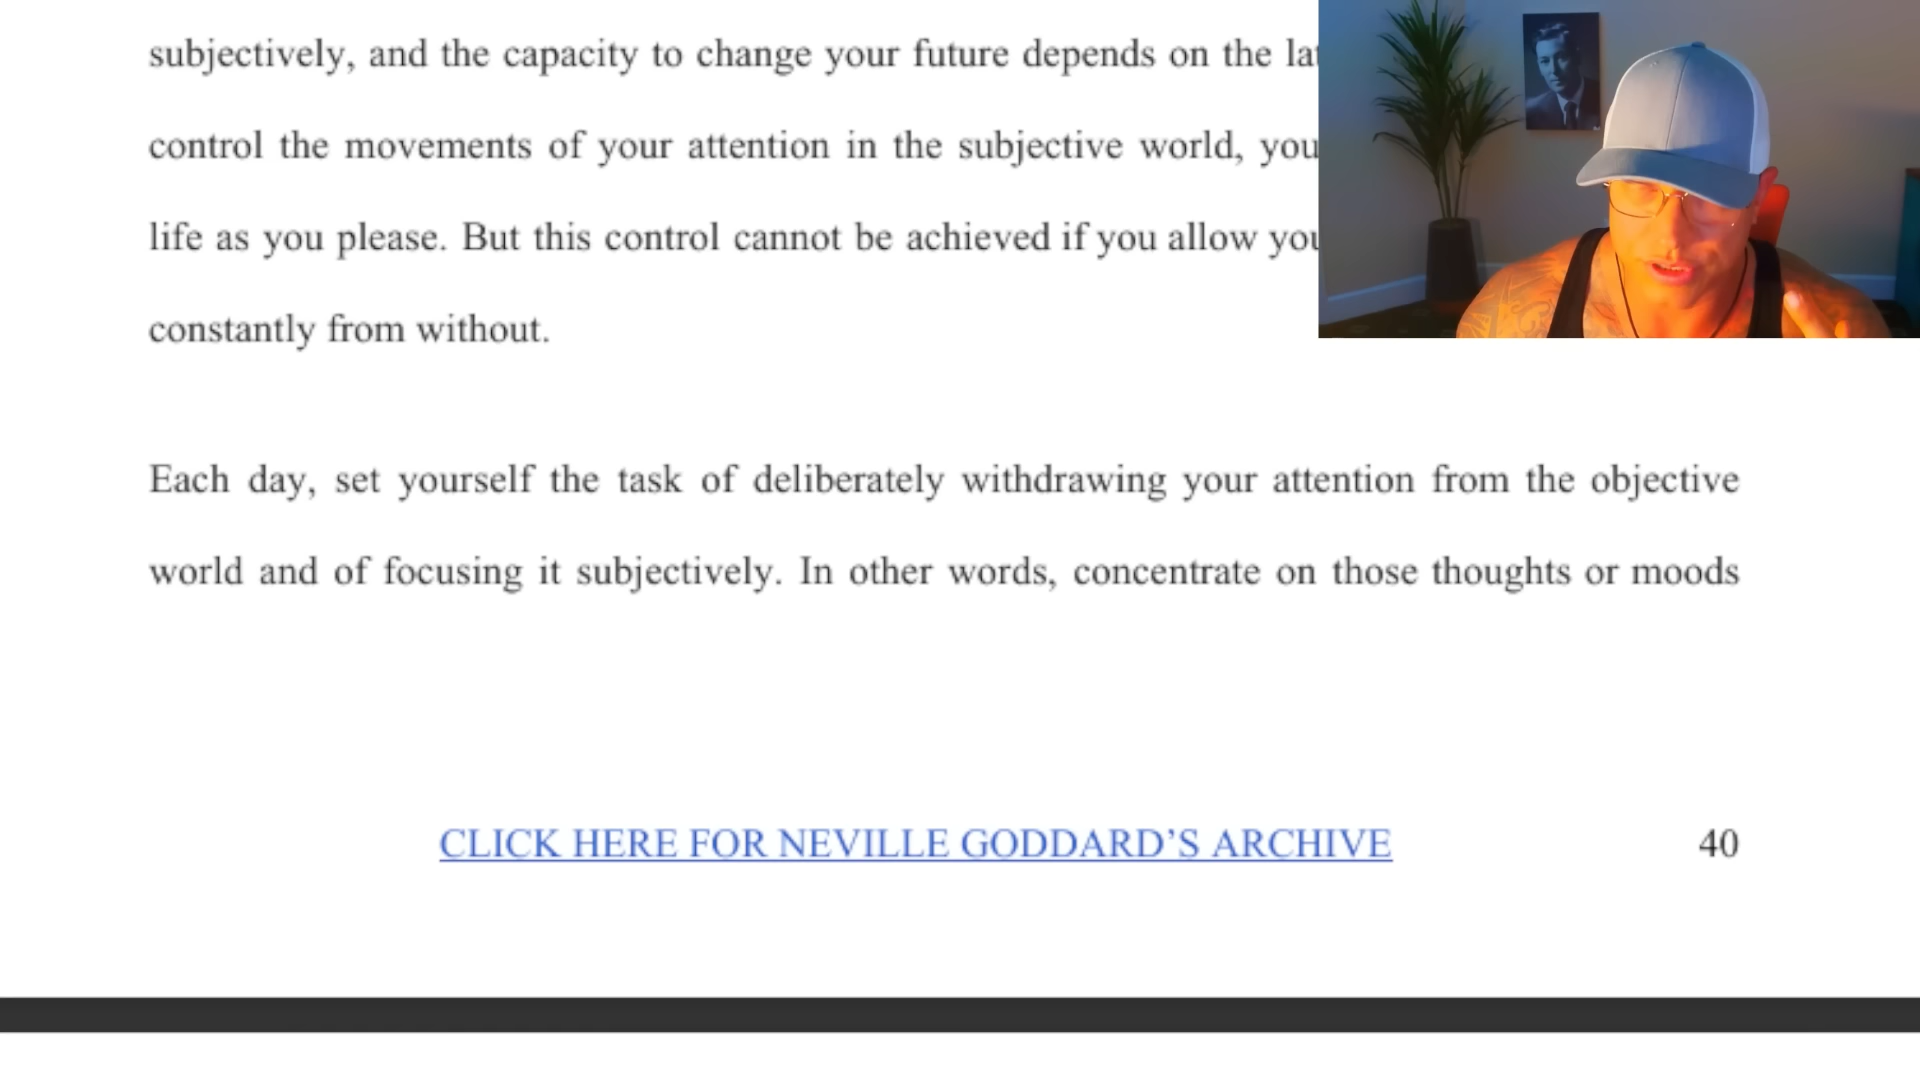 subjectively, and the capacity to change your future depends on the
control the movements of your attention in the subjective world, you
life as you please. But this control cannot be achieved if you allow
constantly from without.
Each day, set yourself the task of deliberately withdrawing your attention from the objective
world and of focusing it subjectively. In other words, concentrate on those thoughts or moods
CLICK HERE FOR NEVILLE GODDARD’S ARCHIVE
40